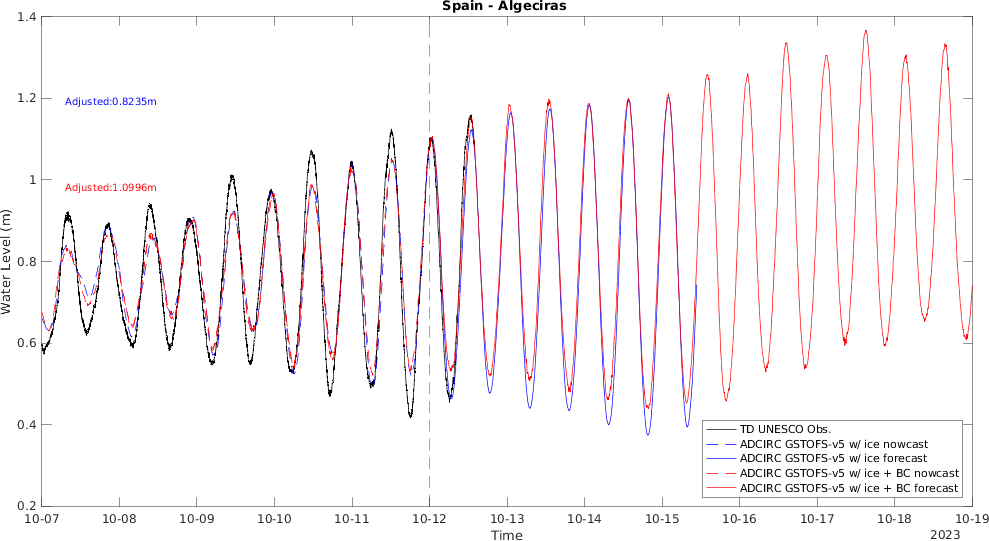 Spain - Algeciras
1.4
1.2
1
0.8
0.6
0.4
0.2
Water Level (m)
Adjusted:0.8235m
Adjusted:1.0996m
TD UNESCO Obs.
ADCIRC GSTOFS-v5 w/ ice nowcast
ADCIRC GSTOFS-v5 w/ ice forecast
ADCIRC GSTOFS-v5 w/ ice + BC nowcast
ADCIRC GSTOFS-v5 w/ ice + BC forecast
10-07 10-08 10-09 10-10 10-11 10-12 10-13 10-14 10-15 10-16 10-17 10-18 10-19
Time
2023